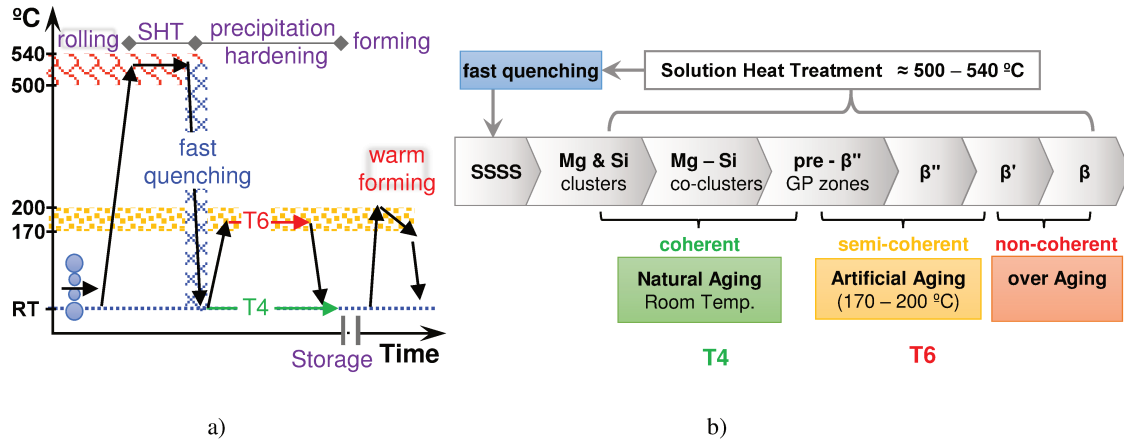 ºC
rolling SHT precipitation hardening forming
540
500
fast
quenching
warm
forming
200
170
T6
RT
T4
Storage
Time
a)
fast quenching
Solution Heat Treatment ≈ 500 – 540 ºC
SSSS
Mg & Si
clusters
Mg – Si
co-clusters
pre - β"
GP zones
β"
β'
β
coherent
semi-coherent
non-coherent
Natural Aging
Room Temp.
Artificial Aging
(170 – 200 ºC)
over Aging
T4
T6
b)